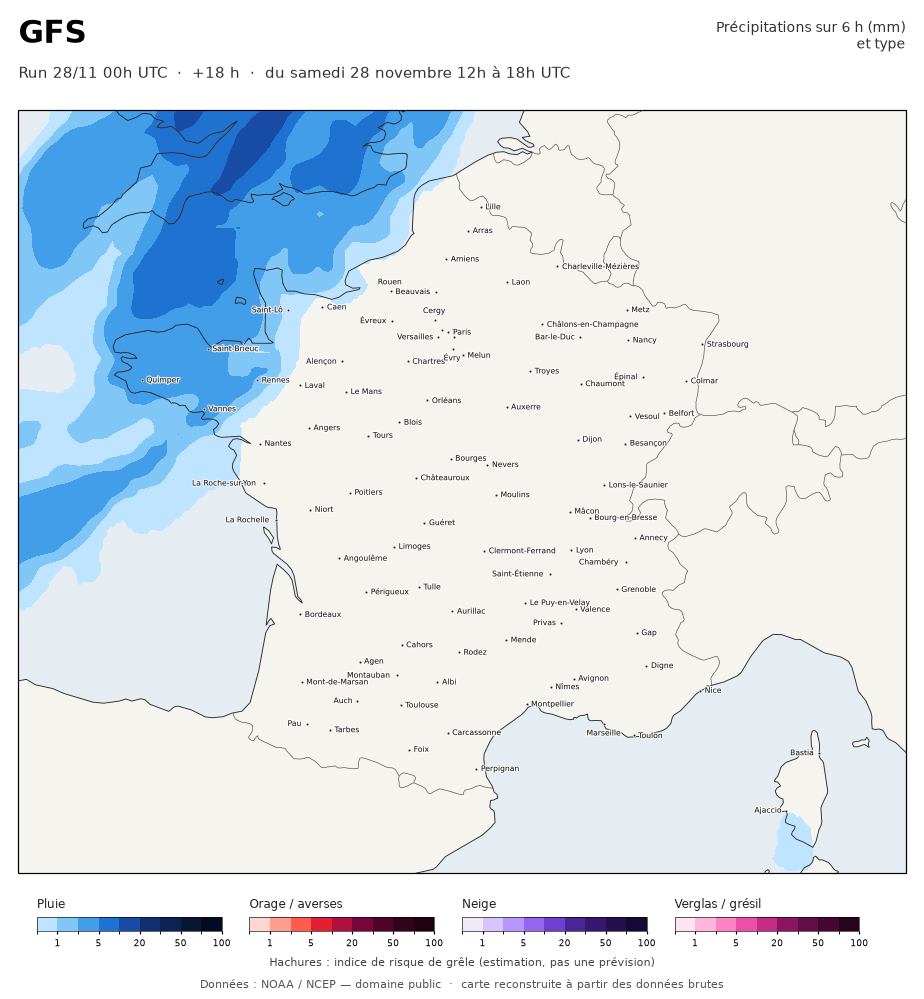 GFS
Précipitations sur 6 h (mm)
et type
Run 28/11 00h UTC · +18 h · du samedi 28 novembre 12h à 18h UTC
Lille
Arras
Amiens
Charleville-Mézières
Rouen
Beauvais
Laon
Saint-Lô
Caen
Cergy
Metz
Évreux
Châlons-en-Champagne
Versailles
Paris
Bar-le-Duc
Nancy
Strasbourg
Saint-Brieuc
Alençon
Chartres
Évry
Melun
Quimper
Rennes
Laval
Le Mans
Troyes
Chaumont
Épinal
Colmar
Vannes
Orléans
Auxerre
Vesoul
Belfort
Angers
Blois
Tours
Nantes
Dijon
Besançon
Bourges
Nevers
La Roche-sur-Yon
Châteauroux
Lons-le-Saunier
Poitiers
Moulins
Niort
Mâcon
Bourg-en-Bresse
La Rochelle
Guéret
Annecy
Limoges
Angoulême
Clermont-Ferrand
Lyon
Chambéry
Saint-Étienne
Périgueux
Tulle
Grenoble
Bordeaux
Aurillac
Le Puy-en-Velay
Valence
Privas
Gap
Mende
Cahors
Rodez
Agen
Digne
Montauban
Mont-de-Marsan
Albi
Avignon
Nîmes
Nice
Auch
Toulouse
Montpellier
Pau
Tarbes
Carcassonne
Marseille
Toulon
Foix
Bastia
Perpignan
Ajaccio
Pluie
1 5 20 50 100
Orage / averses
1 5 20 50 100
Neige
1 5 20 50 100
Verglas / grésil
1 5 20 50 100
Hachures : indice de risque de grêle (estimation, pas une prévision)
Données : NOAA / NCEP — domaine public · carte reconstruite à partir des données brutes